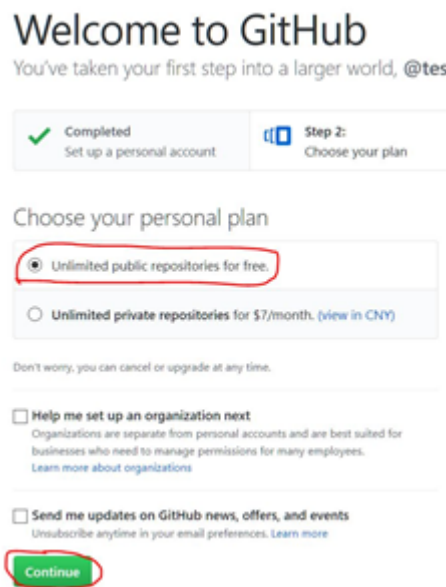 Welcome to GitHub
You've taken your first step into a larger world, @tes
Completed
Set up a personal account
Step 2:
Choose your plan
Choose your personal plan
Unlimited public repositories for free.
Unlimited private repositories for $7/month. (view in CNY)
Don't worry, you can cancel or upgrade at any time.
Help me set up an organization next
Organizations are separate from personal accounts and are best suited for
businesses who need to manage permissions for many employees.
Learn more about organizations
Send me updates on GitHub news, offers, and events
Unsubscribe anytime in your email preferences. Learn more
Continue